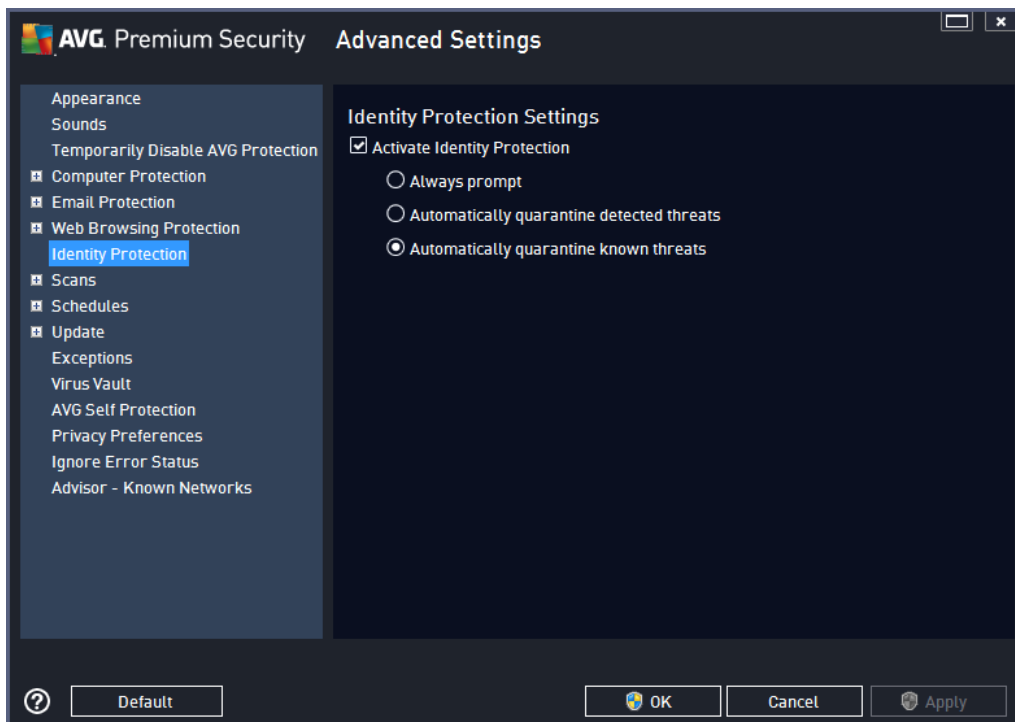 AVG. Premium Security
Advanced Settings
Appearance
Sounds
Temporarily Disable AVG Protection
Computer Protection
Email Protection
Web Browsing Protection
Identity Protection
Scans
Schedules
Update
Exceptions
Virus Vault
AVG Self Protection
Privacy Preferences
Ignore Error Status
Advisor - Known Networks
Identity Protection Settings
Activate Identity Protection
Always prompt
Automatically quarantine detected threats
Automatically quarantine known threats
? Default
OK
Cancel
Apply